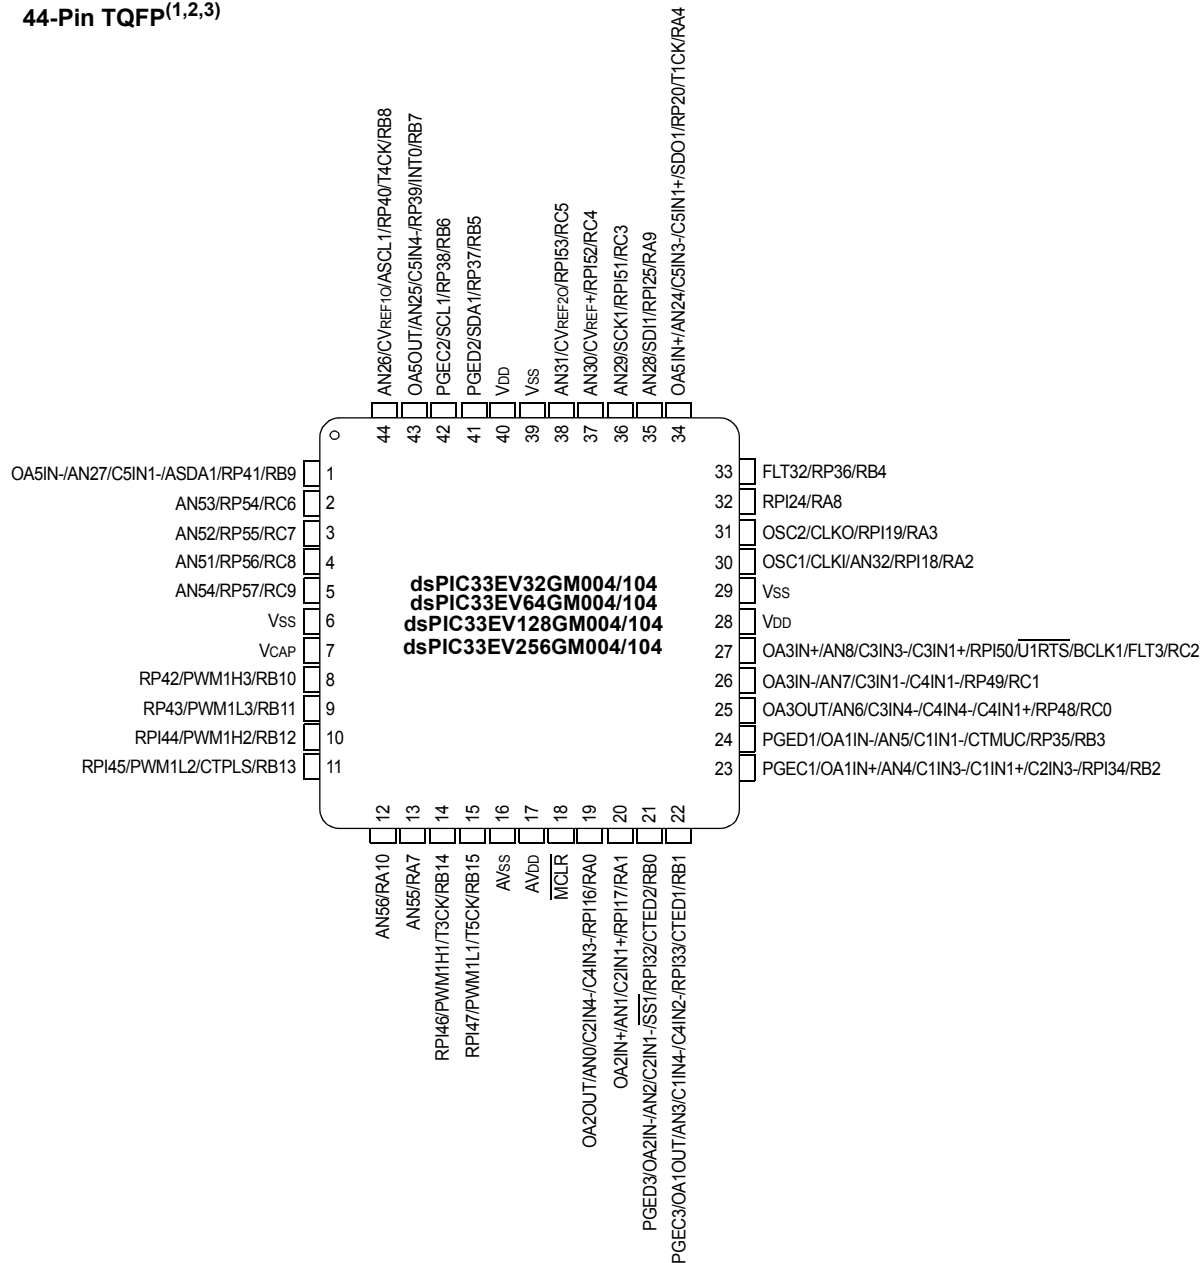 44-Pin TQFP(1,2,3)
AN26/CVREF1O/ASCL1/RP40/T4CK/RB8
OA5OUT/AN25/C5IN4-/RP39/INT0/RB7
PGEC2/SCL1/RP38/RB6
PGED2/SDA1/RP37/RB5
VDD
VSS
AN31/CVREF2O/RPI53/RC5
AN30/CVREF+/RPI52/RC4
AN29/SCK1/RPI51/RC3
AN28/SDI1/RPI25/RA9
OA5IN+/AN24/C5IN3-/C5IN1+/SDO1/RP20/T1CK/RA4
44 43 42 41 40 39 38 37 36 35 34
OA5IN-/AN27/C5IN1-/ASDA1/RP41/RB9 1
AN53/RP54/RC6 2
AN52/RP55/RC7 3
AN51/RP56/RC8 4
AN54/RP57/RC9 5
VSS 6
VCAP 7
RP42/PWM1H3/RB10 8
RP43/PWM1L3/RB11 9
RPI44/PWM1H2/RB12 10
RPI45/PWM1L2/CTPLS/RB13 11
dsPIC33EV32GM004/104
dsPIC33EV64GM004/104
dsPIC33EV128GM004/104
dsPIC33EV256GM004/104
33 FLT32/RP36/RB4
32 RPI24/RA8
31 OSC2/CLKO/RPI19/RA3
30 OSC1/CLKI/AN32/RPI18/RA2
29 VSS
28 VDD
27 OA3IN+/AN8/C3IN3-/C3IN1+/RPI50/U1RTS/BCLK1/FLT3/RC2
26 OA3IN-/AN7/C3IN1-/C4IN1-/RP49/RC1
25 OA3OUT/AN6/C3IN4-/C4IN4-/C4IN1+/RP48/RC0
24 PGED1/OA1IN-/AN5/C1IN1-/CTMUC/RP35/RB3
23 PGEC1/OA1IN+/AN4/C1IN3-/C1IN1+/C2IN3-/RPI34/RB2
12 13 14 15 16 17 18 19 20 21 22
AN56/RA10
AN55/RA7
RPI46/PWM1H1/T3CK/RB14
RPI47/PWM1L1/T5CK/RB15
AVSS
AVDD
MCLR
OA2OUT/AN0/C2IN4-/C4IN3-/RPI16/RA0
OA2IN+/AN1/C2IN1+/RPI17/RA1
PGED3/OA2IN-/AN2/C2IN1-/SS1/RPI32/CTED2/RB0
PGEC3/OA1OUT/AN3/C1IN4-/C4IN2-/RPI33/CTED1/RB1